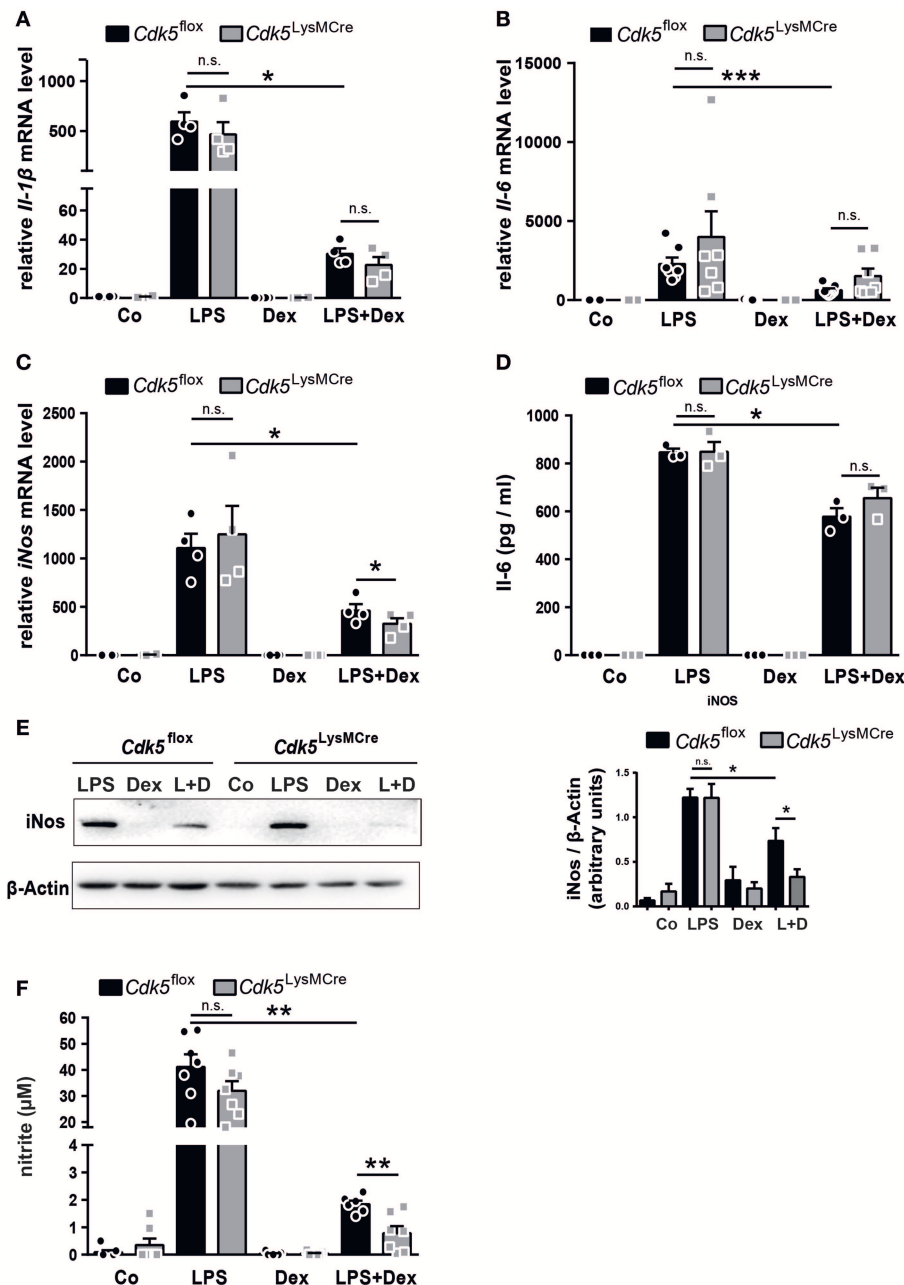 A
Cdk5flox Cdk5LysMCre
relative Il-1β mRNA level
1000
500
60
40
20
0
n.s.
*
n.s.
Co LPS Dex LPS+Dex
B
Cdk5flox Cdk5LysMCre
relative Il-6 mRNA level
15000
10000
5000
0
n.s.
***
n.s.
Co LPS Dex LPS+Dex
C
Cdk5flox Cdk5LysMCre
relative iNos mRNA level
2500
2000
1500
1000
500
0
n.s.
*
*
Co LPS Dex LPS+Dex
D
Cdk5flox Cdk5LysMCre
Il-6 (pg / ml)
1000
800
600
400
200
0
n.s.
*
n.s.
Co LPS Dex LPS+Dex
E
Cdk5flox Cdk5LysMCre
LPS Dex L+D Co LPS Dex L+D
iNos
β-Actin
iNOS
Cdk5flox Cdk5LysMCre
iNos / β-Actin
(arbitrary units)
1.5
1.0
0.5
0.0
n.s.
*
*
Co LPS Dex L+D
F
Cdk5flox Cdk5LysMCre
nitrite (µM)
60
50
40
30
20
4
3
2
1
0
n.s.
**
**
Co LPS Dex LPS+Dex